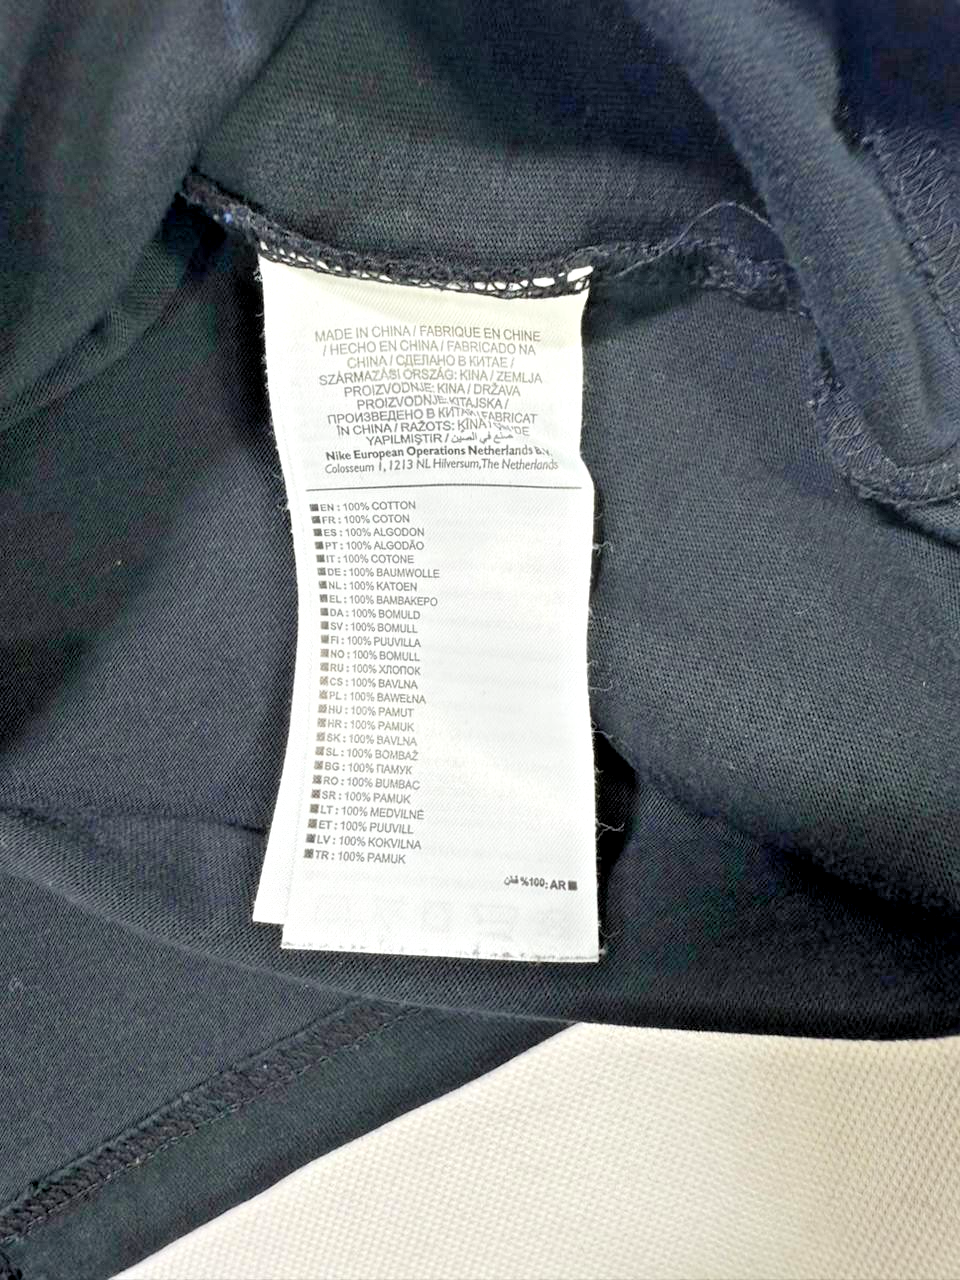 MADE IN CHINA / FABRIQUE EN CHINE
/ HECHO EN CHINA / FABRICADO NA
CHINA / СДЕЛАНО В КИТАЕ /
SZÁRMAZÁSI ORSZÁG: KINA / ZEMLJA
PROIZVODNJE: KINA / DRŽAVA
PROIZVODNJE: KITAJSKA /
ПРОИЗВЕДЕНО В КИТАЙ / FABRICAT
ÎN CHINA / RAŽOTS: ĶĪNĀ /
YAPILMIŞTIR / صنع في الصين
Nike European Operations Netherlands B.V.
Colosseum 1, 1213 NL Hilversum, The Netherlands
EN : 100% COTTON
FR : 100% COTON
ES : 100% ALGODON
PT : 100% ALGODÃO
IT : 100% COTONE
DE : 100% BAUMWOLLE
NL : 100% KATOEN
EL : 100% ΒΑΜΒΑΚΕΡΟ
DA : 100% BOMULD
SV : 100% BOMULL
FI : 100% PUUVILLA
NO : 100% BOMULL
RU : 100% ХЛОПОК
CS : 100% BAVLNA
PL : 100% BAWEŁNA
HU : 100% PAMUT
HR : 100% PAMUK
SK : 100% BAVLNA
SL : 100% BOMBAŽ
BG : 100% ПАМУК
RO : 100% BUMBAC
SR : 100% PAMUK
LT : 100% MEDVILNĖ
ET : 100% PUUVILL
LV : 100% KOKVILNA
TR : 100% PAMUK
AR :100% قطن